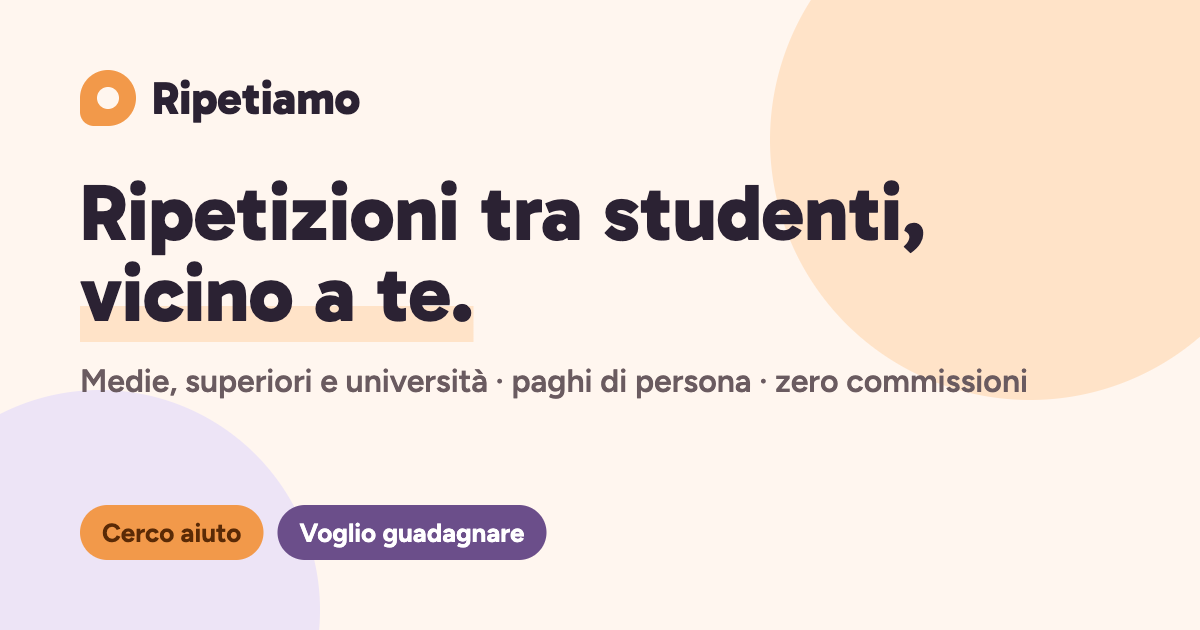 Ripetiamo
Ripetizioni tra studenti,
vicino a te.
Medie, superiori e università · paghi di persona · zero commissioni
Cerco aiuto
Voglio guadagnare